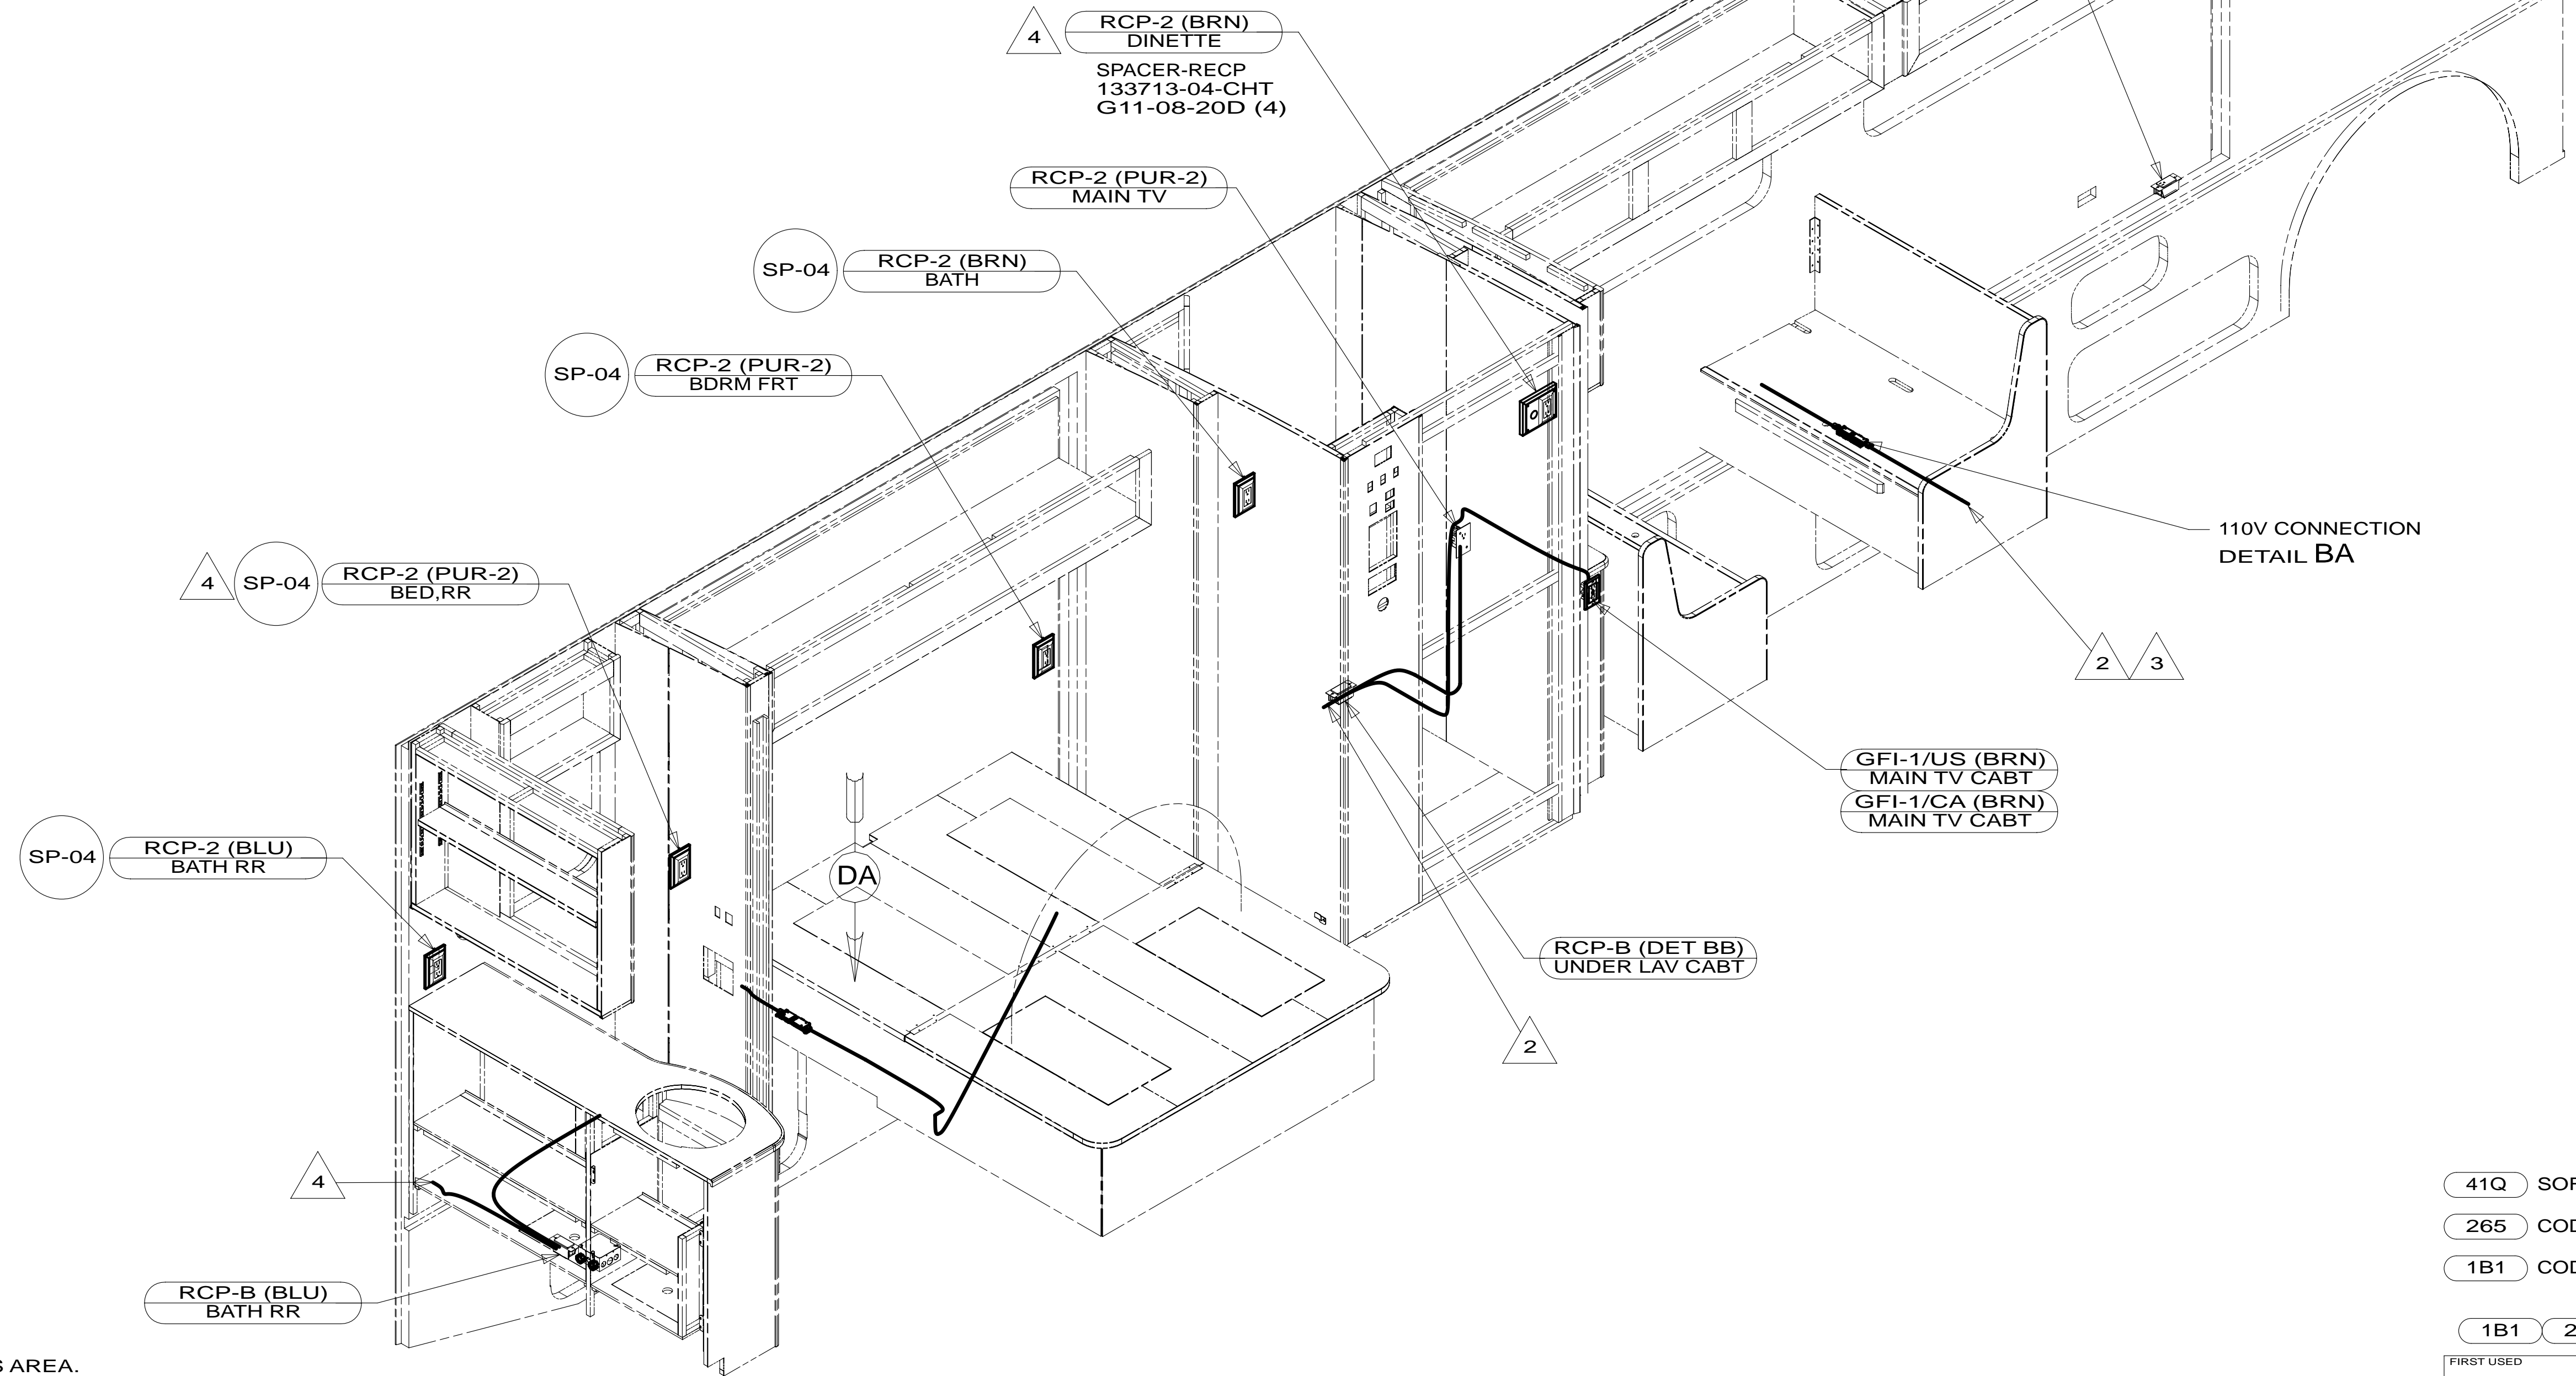 4
RCP-2 (BRN)
DINETTE
SPACER-RECP
133713-04-CHT
G11-08-20D (4)
RCP-2 (PUR-2)
MAIN TV
SP-04
RCP-2 (BRN)
BATH
SP-04
RCP-2 (PUR-2)
BDRM FRT
110V CONNECTION
DETAIL BA
4
SP-04
RCP-2 (PUR-2)
BED,RR
2
3
GFI-1/US (BRN)
MAIN TV CABT
GFI-1/CA (BRN)
MAIN TV CABT
SP-04
RCP-2 (BLU)
BATH RR
DA
RCP-B (DET BB)
UNDER LAV CABT
2
4
41Q
265
1B1
RCP-B (BLU)
BATH RR
1B1
AREA.
FIRST USED